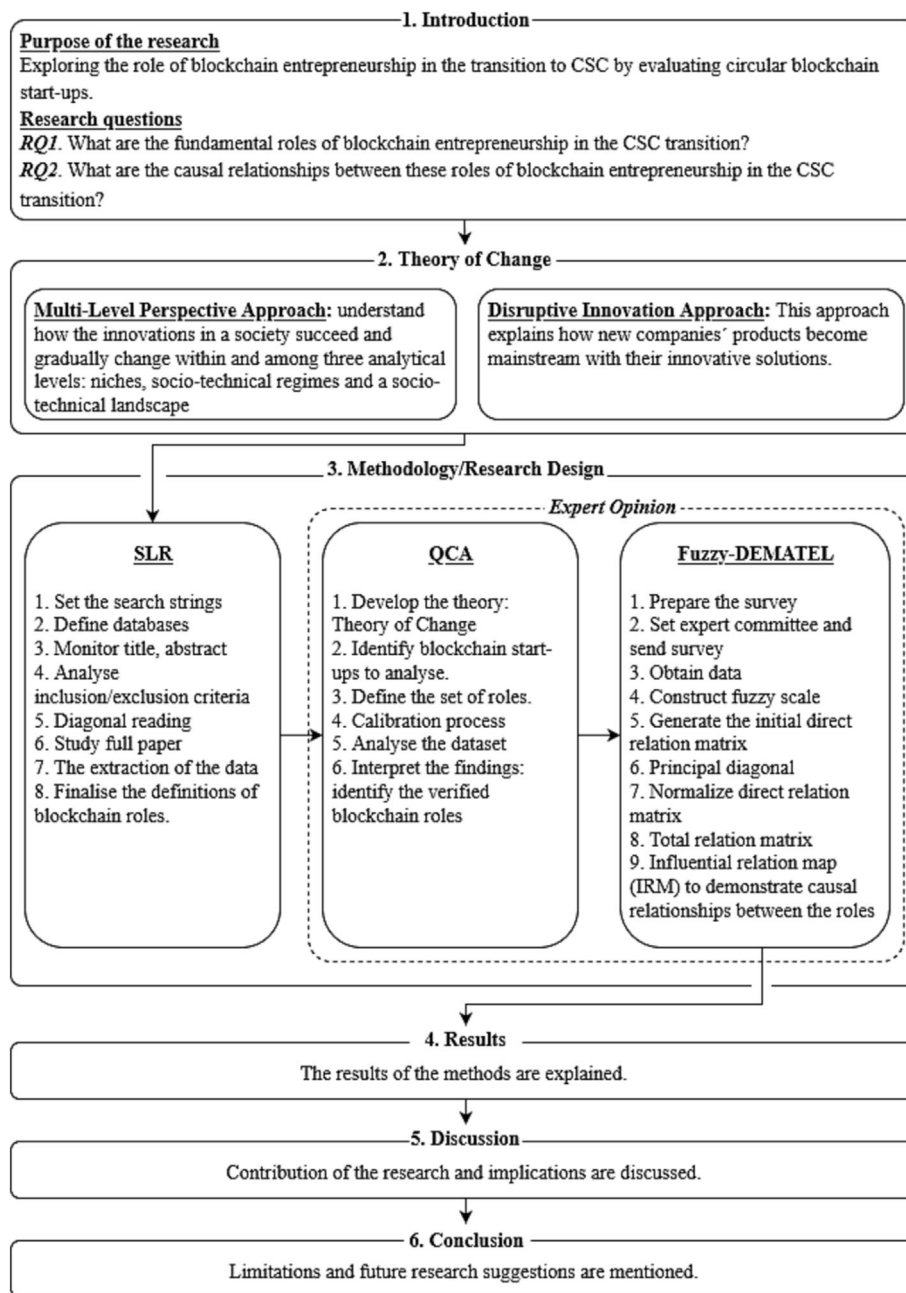 1. Introduction
Purpose of the research
Exploring the role of blockchain entrepreneurship in the transition to CSC by evaluating circular blockchain
start-ups.
Research questions
RQ1. What are the fundamental roles of blockchain entrepreneurship in the CSC transition?
RQ2. What are the causal relationships between these roles of blockchain entrepreneurship in the CSC
transition?
2. Theory of Change
Multi-Level Perspective Approach: understand
how the innovations in a society succeed and
gradually change within and among three analytical
levels: niches, socio-technical regimes and a socio-
technical landscape
Disruptive Innovation Approach: This approach
explains how new companies´ products become
mainstream with their innovative solutions.
3. Methodology/Research Design
Expert Opinion
SLR
1. Set the search strings
2. Define databases
3. Monitor title, abstract
4. Analyse
inclusion/exclusion criteria
5. Diagonal reading
6. Study full paper
7. The extraction of the data
8. Finalise the definitions of
blockchain roles.
QCA
1. Develop the theory:
Theory of Change
2. Identify blockchain start-
ups to analyse.
3. Define the set of roles.
4. Calibration process
5. Analyse the dataset
6. Interpret the findings:
identify the verified
blockchain roles
Fuzzy-DEMATEL
1. Prepare the survey
2. Set expert committee and
send survey
3. Obtain data
4. Construct fuzzy scale
5. Generate the initial direct
relation matrix
6. Principal diagonal
7. Normalize direct relation
matrix
8. Total relation matrix
9. Influential relation map
(IRM) to demonstrate causal
relationships between the roles
4. Results
The results of the methods are explained.
5. Discussion
Contribution of the research and implications are discussed.
6. Conclusion
Limitations and future research suggestions are mentioned.